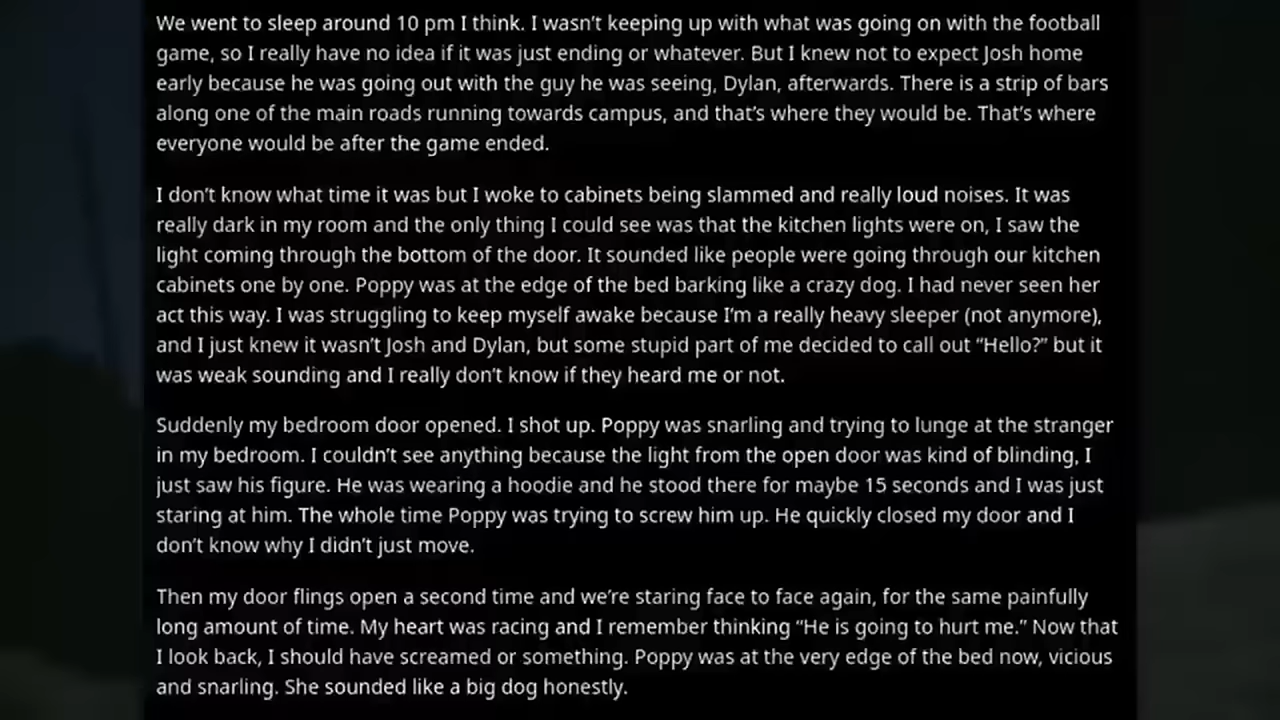 We went to sleep around 10 pm I think. I wasn’t keeping up with what was going on with the football
game, so I really have no idea if it was just ending or whatever. But I knew not to expect Josh home
early because he was going out with the guy he was seeing, Dylan, afterwards. There is a strip of bars
along one of the main roads running towards campus, and that’s where they would be. That’s where
everyone would be after the game ended.
I don’t know what time it was but I woke to cabinets being slammed and really loud noises. It was
really dark in my room and the only thing I could see was that the kitchen lights were on, I saw the
light coming through the bottom of the door. It sounded like people were going through our kitchen
cabinets one by one. Poppy was at the edge of the bed barking like a crazy dog. I had never seen her
act this way. I was struggling to keep myself awake because I’m a really heavy sleeper (not anymore),
and I just knew it wasn’t Josh and Dylan, but some stupid part of me decided to call out “Hello?” but it
was weak sounding and I really don’t know if they heard me or not.
Suddenly my bedroom door opened. I shot up. Poppy was snarling and trying to lunge at the stranger
in my bedroom. I couldn’t see anything because the light from the open door was kind of blinding, I
just saw his figure. He was wearing a hoodie and he stood there for maybe 15 seconds and I was just
staring at him. The whole time Poppy was trying to screw him up. He quickly closed my door and I
don’t know why I didn’t just move.
Then my door flings open a second time and we’re staring face to face again, for the same painfully
long amount of time. My heart was racing and I remember thinking “He is going to hurt me.” Now that
I look back, I should have screamed or something. Poppy was at the very edge of the bed now, vicious
and snarling. She sounded like a big dog honestly.